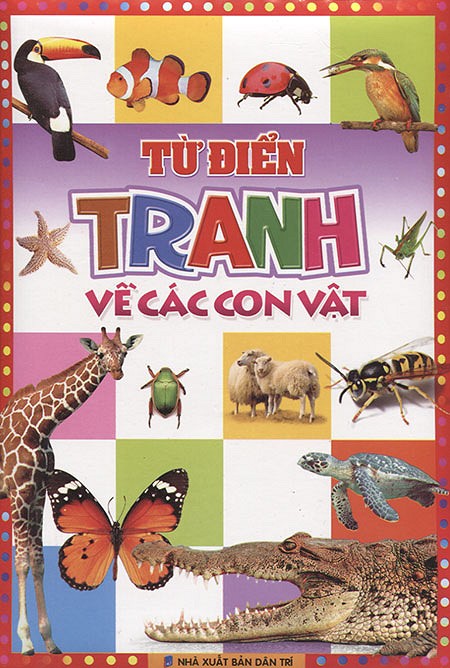 TỪ ĐIỂN
TRANH
VỀ CÁC CON VẬT
NHÀ XUẤT BẢN DÂN TRÍ